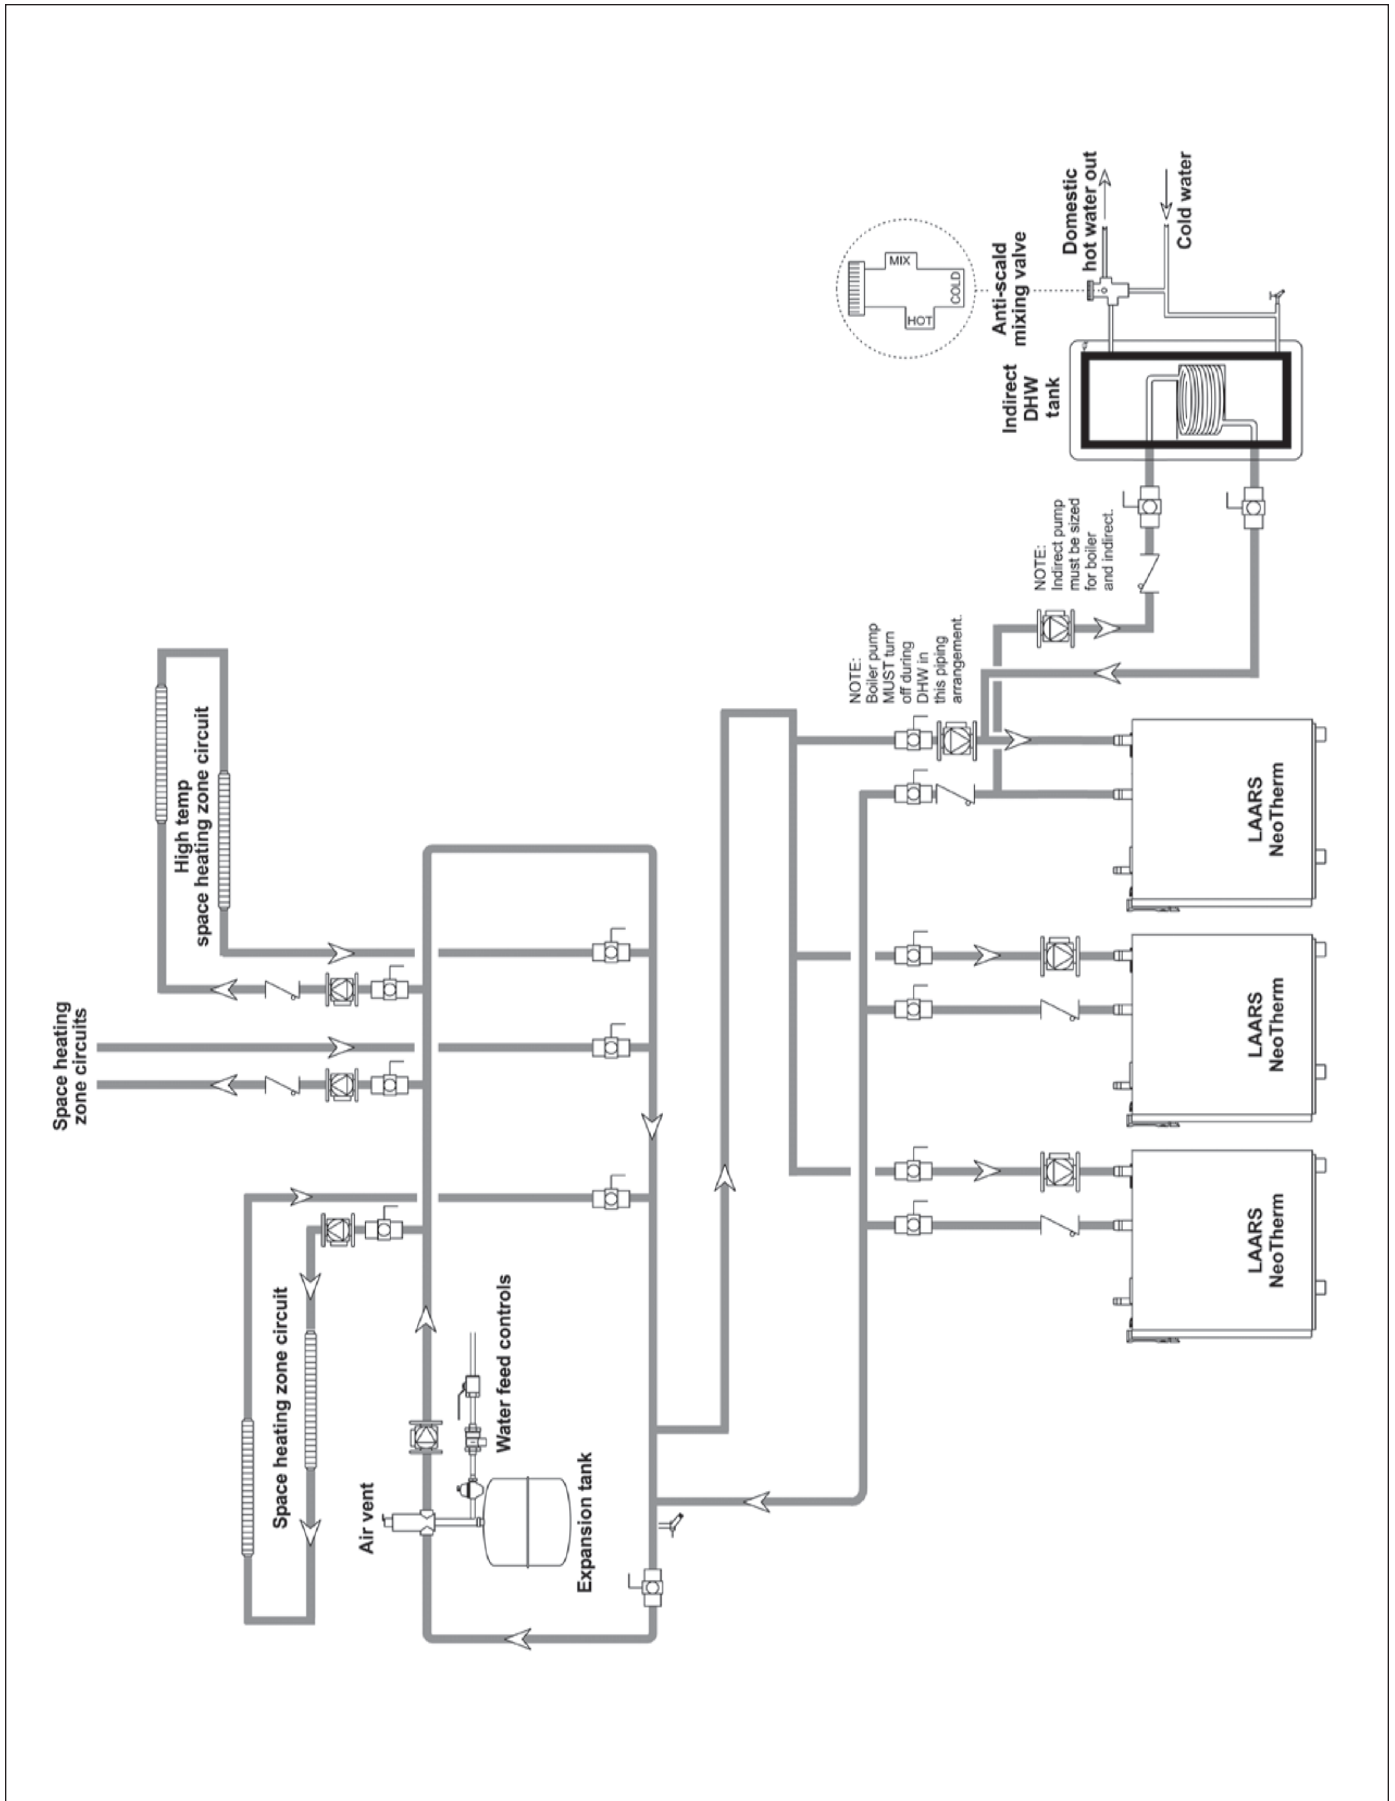 Space heating
zone circuits
High temp
space heating zone circuit
Space heating zone circuit
Air vent
Water feed controls
Expansion tank
NOTE:
Boiler pump
MUST turn
off during
DHW in
this piping
arrangement.
NOTE:
Indirect pump
must be sized
for boiler
and indirect.
Indirect
DHW
tank
Anti-scald
mixing valve
MIX
HOT
COLD
Domestic
hot water out
Cold water
LAARS
NeoTherm
LAARS
NeoTherm
LAARS
NeoTherm